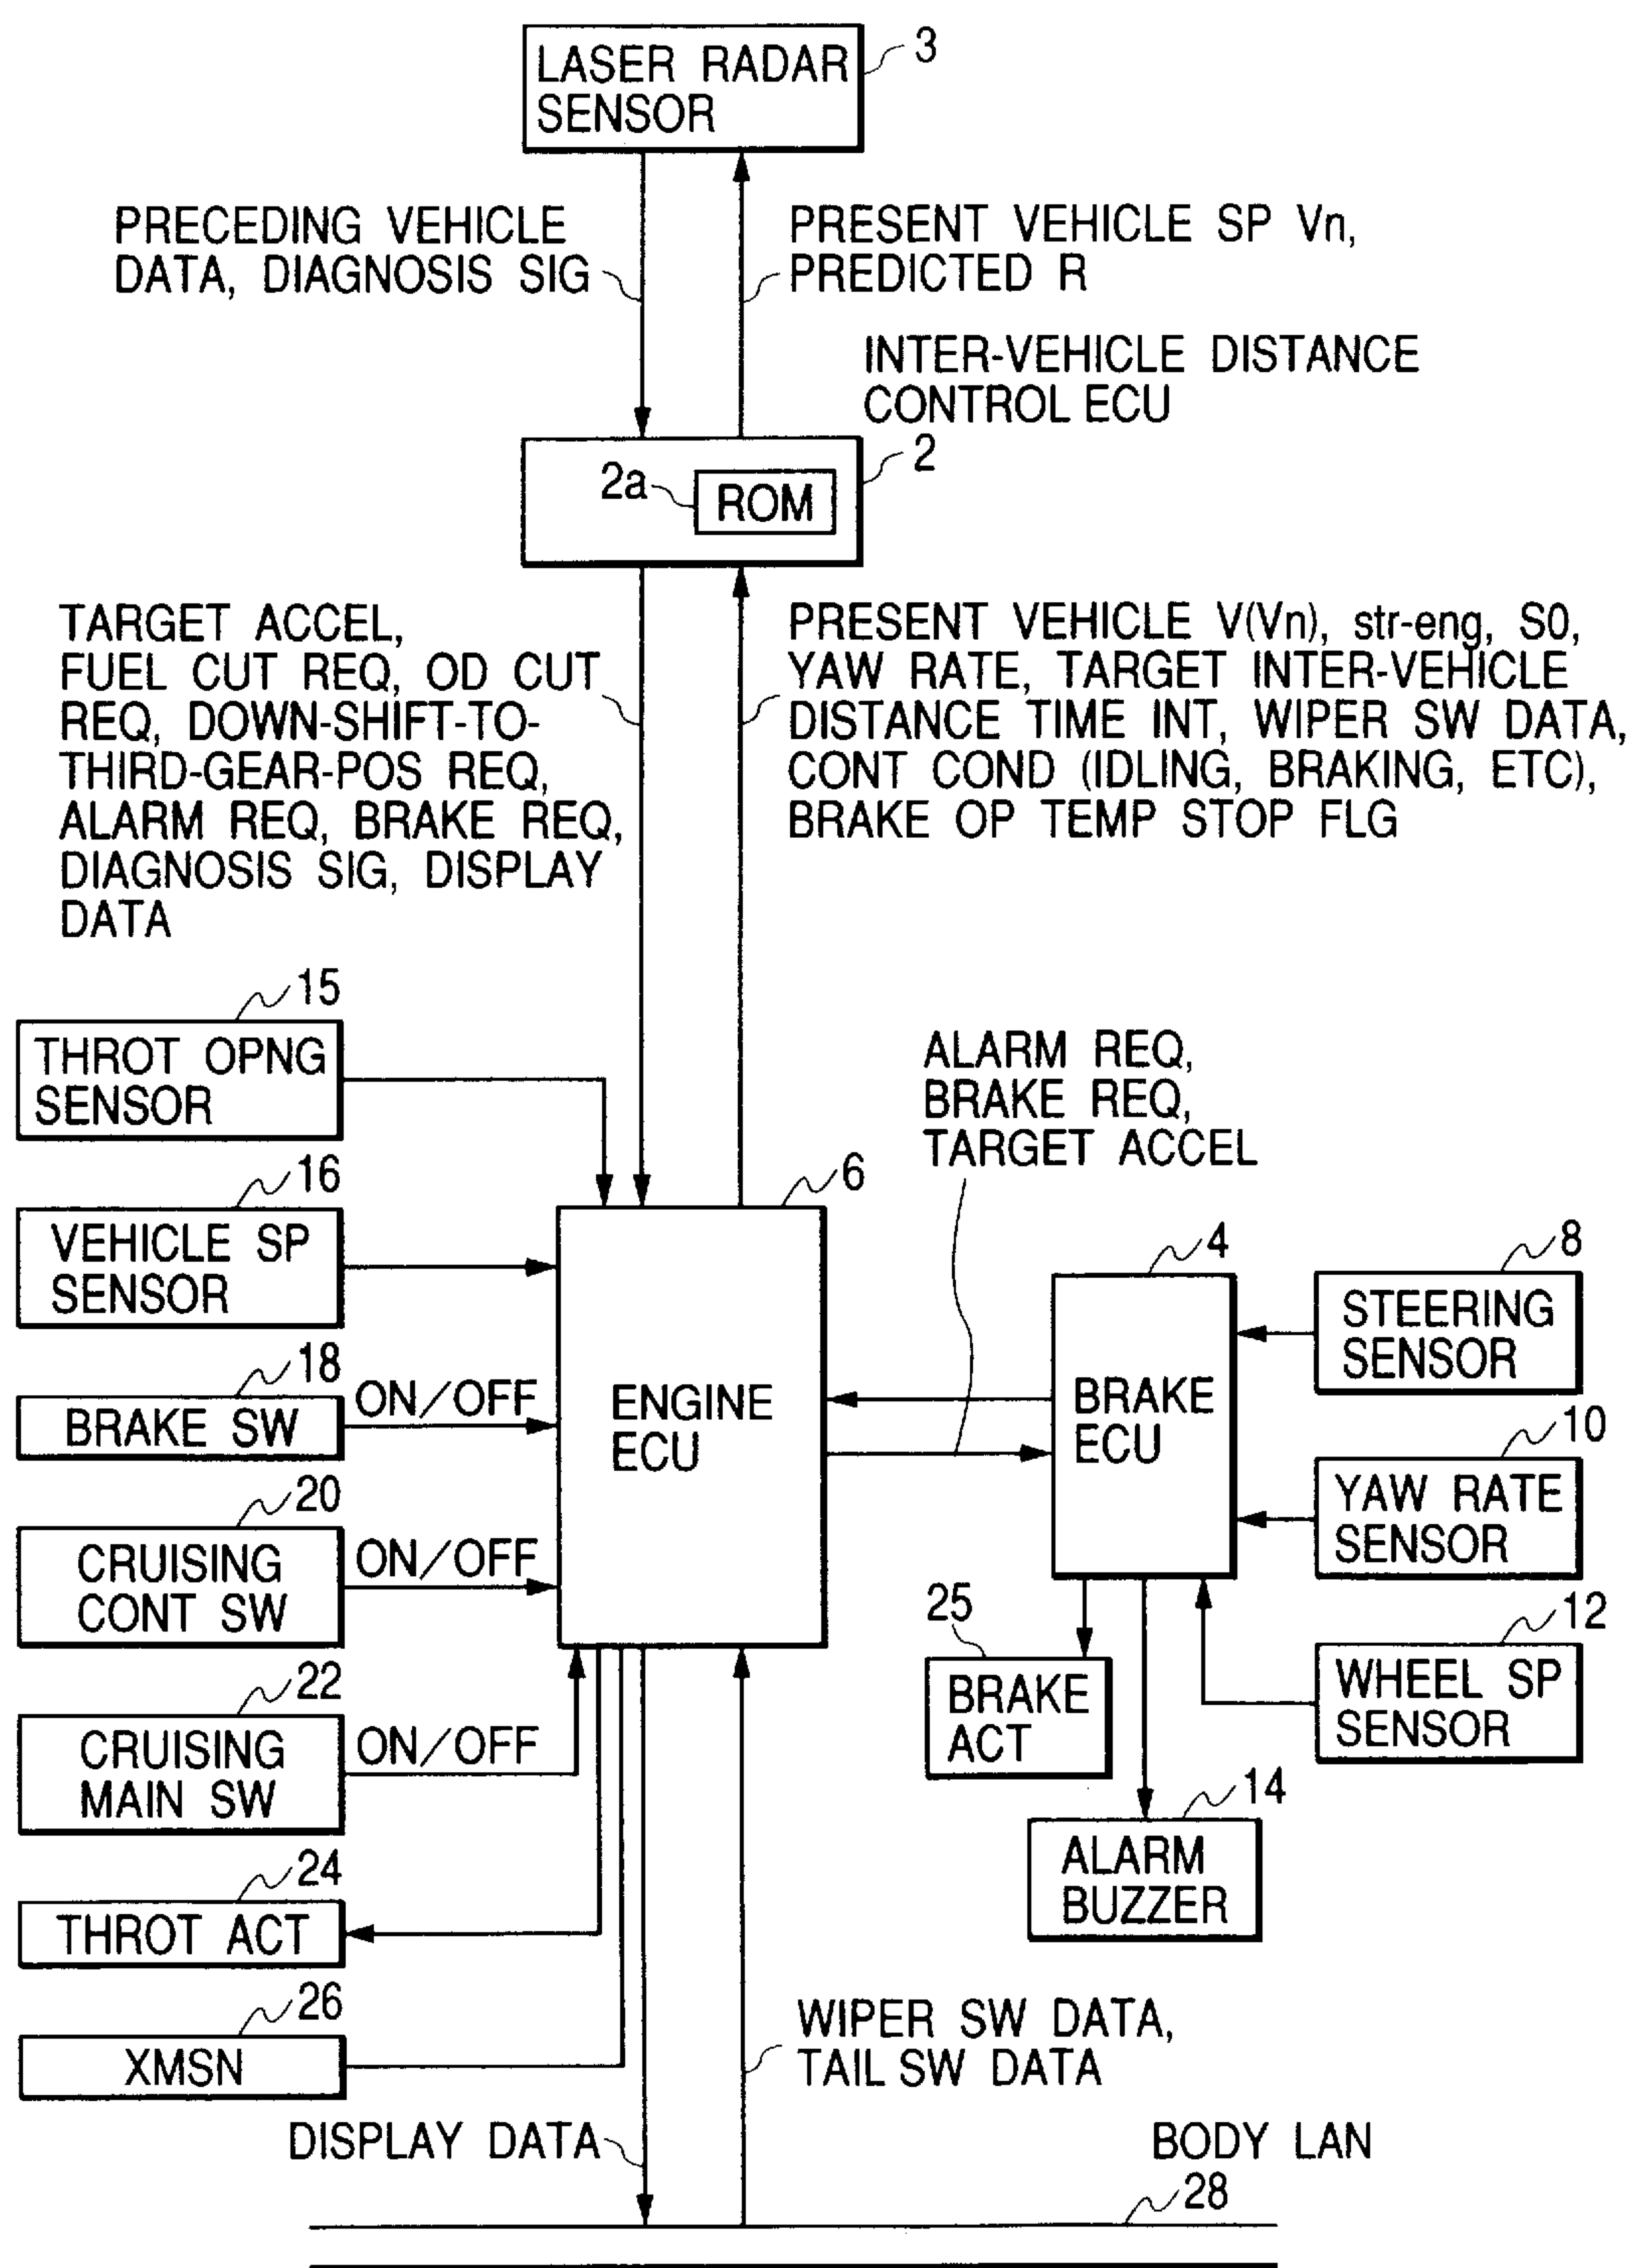 LASER RADAR
SENSOR
3
PRECEDING VEHICLE
DATA, DIAGNOSIS SIG
PRESENT VEHICLE SP Vn,
PREDICTED R
INTER-VEHICLE DISTANCE
CONTROL ECU
2
2a
ROM
TARGET ACCEL,
FUEL CUT REQ, OD CUT
REQ, DOWN-SHIFT-TO-
THIRD-GEAR-POS REQ,
ALARM REQ, BRAKE REQ,
DIAGNOSIS SIG, DISPLAY
DATA
PRESENT VEHICLE V(Vn), str-eng, S0,
YAW RATE, TARGET INTER-VEHICLE
DISTANCE TIME INT, WIPER SW DATA,
CONT COND (IDLING, BRAKING, ETC),
BRAKE OP TEMP STOP FLG
15
THROT OPNG
SENSOR
16
VEHICLE SP
SENSOR
18
BRAKE SW
ON/OFF
20
CRUISING
CONT SW
ON/OFF
22
CRUISING
MAIN SW
ON/OFF
24
THROT ACT
26
XMSN
6
ENGINE
ECU
ALARM REQ,
BRAKE REQ,
TARGET ACCEL
4
BRAKE
ECU
8
STEERING
SENSOR
10
YAW RATE
SENSOR
12
WHEEL SP
SENSOR
25
BRAKE
ACT
14
ALARM
BUZZER
WIPER SW DATA,
TAIL SW DATA
DISPLAY DATA
BODY LAN
28